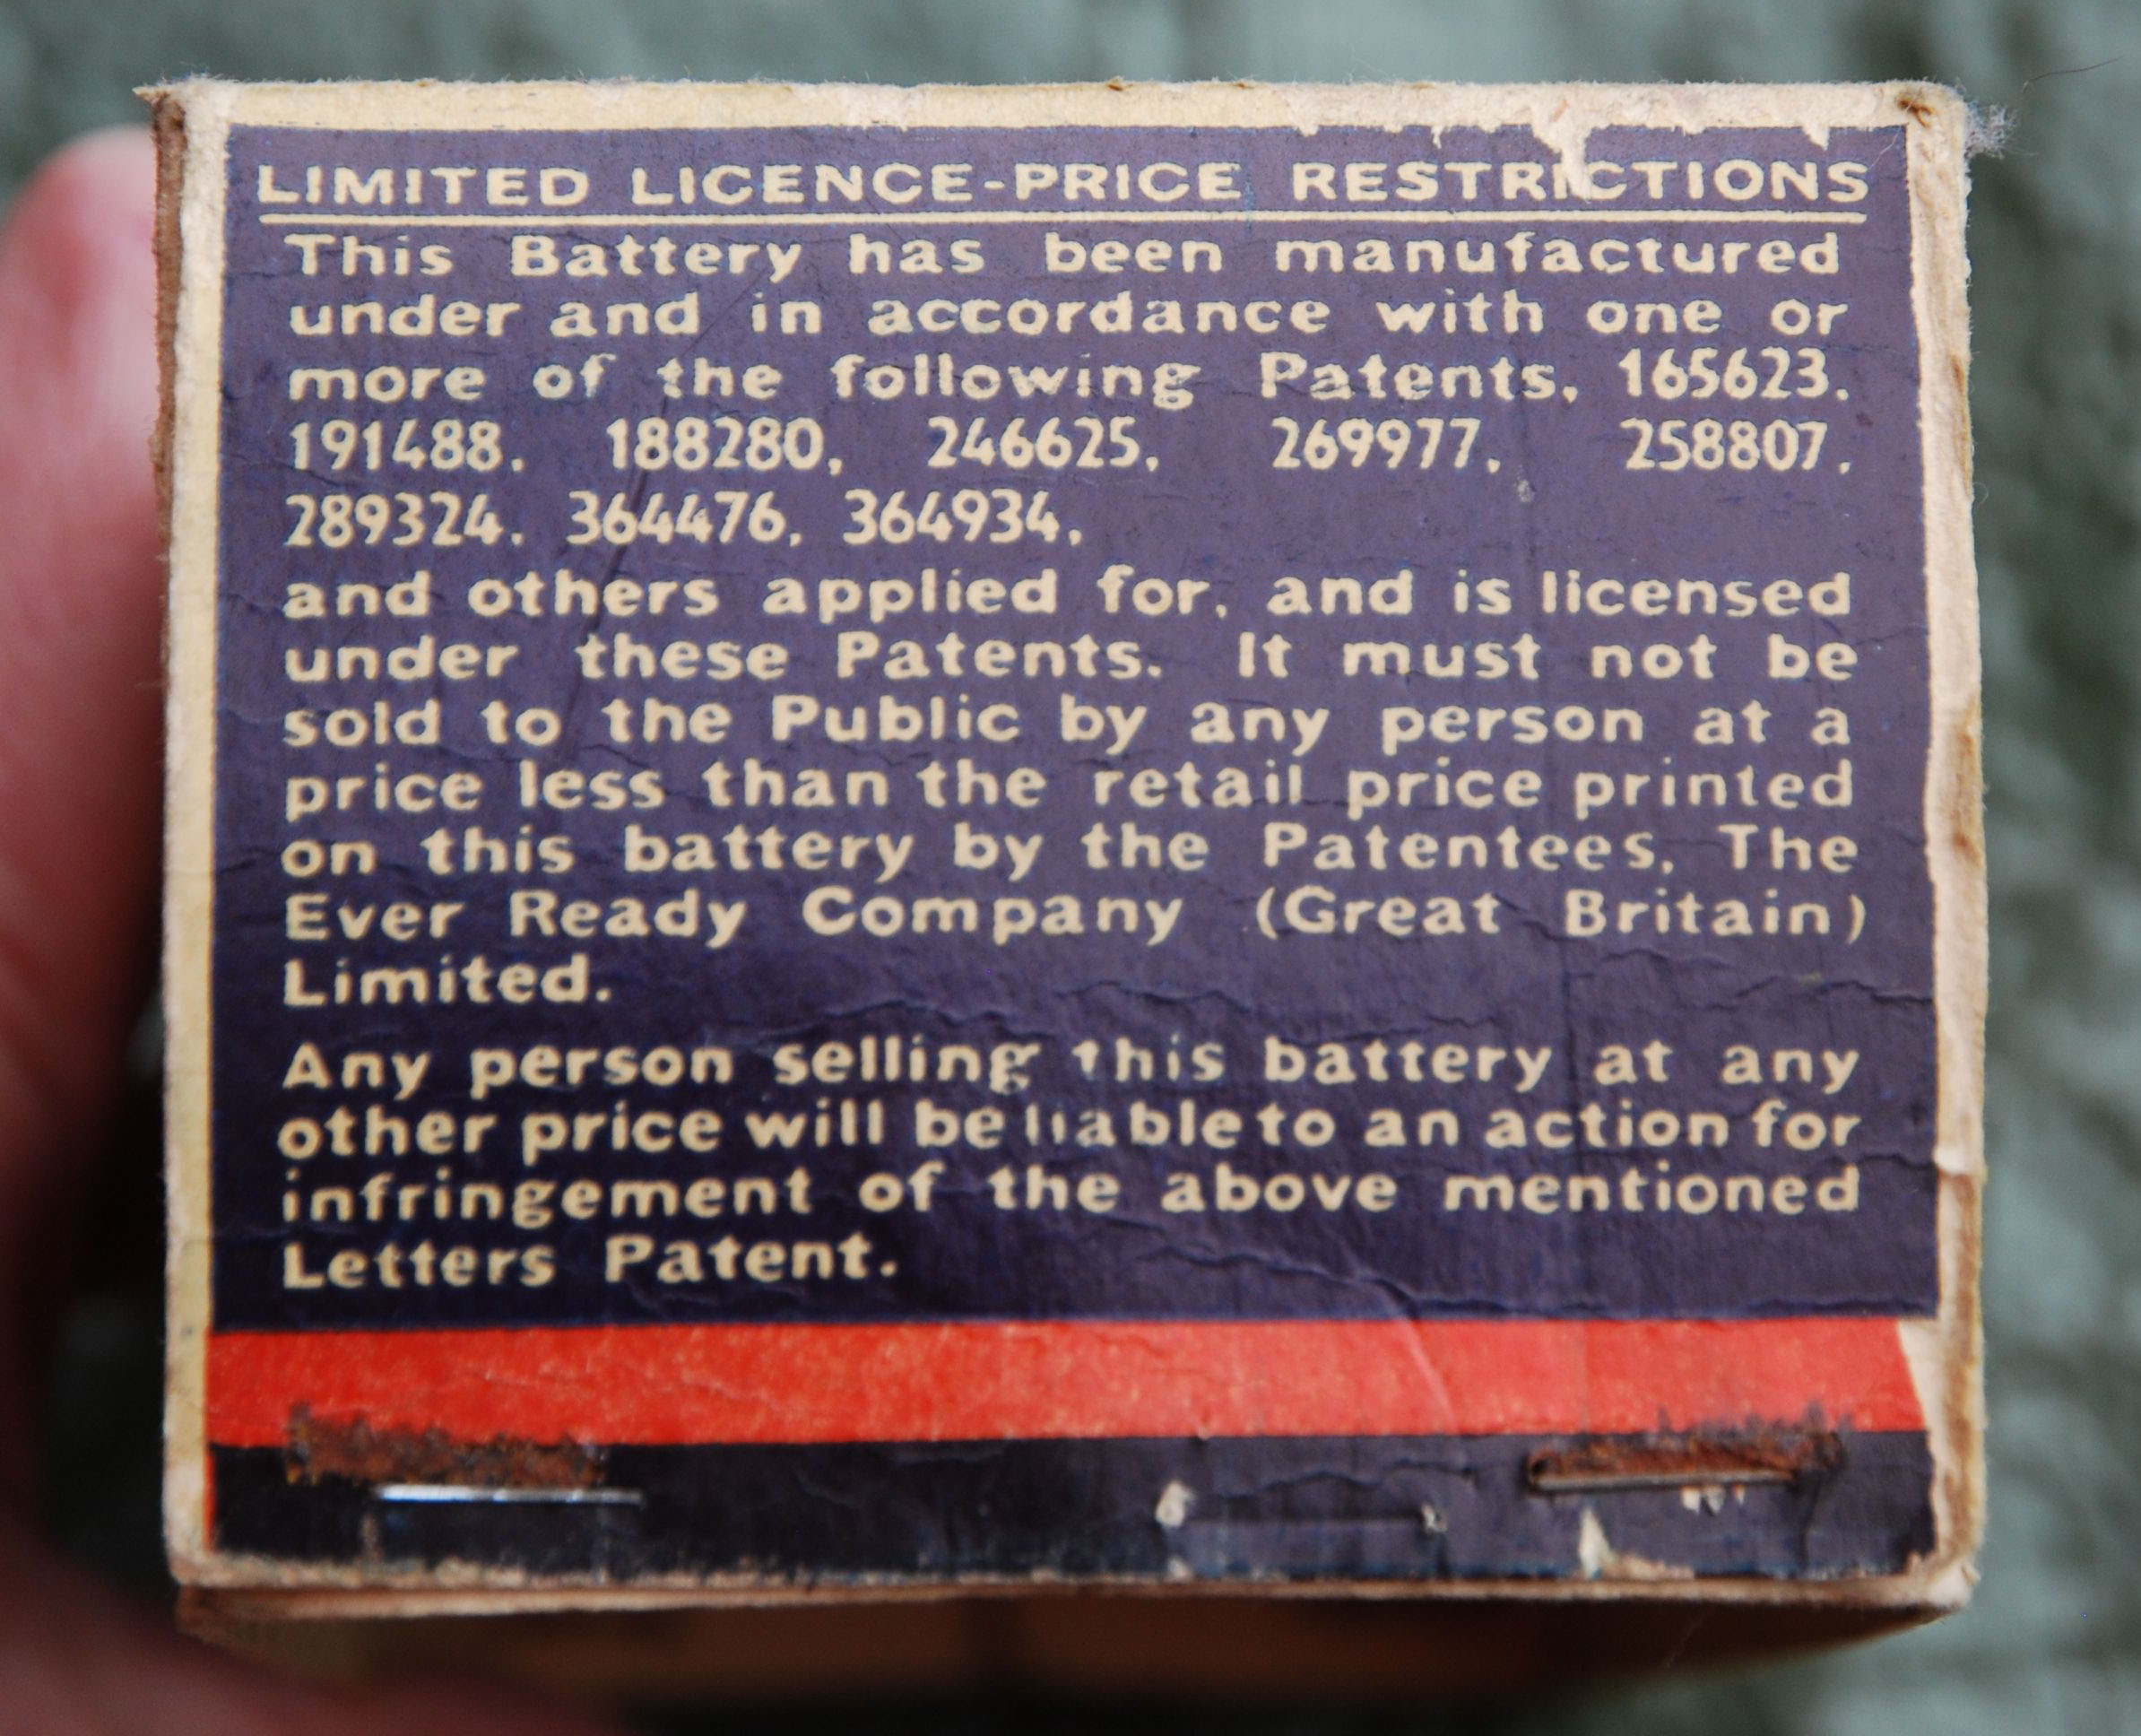 LIMITED LICENCE-PRICE RESTRICTIONS
This Battery has been manufactured
under and in accordance with one or
more of the following Patents, 165623,
191488, 188280, 246625, 269977, 258807,
289324, 364476, 364934,
and others applied for, and is licensed
under these Patents. It must not be
sold to the Public by any person at a
price less than the retail price printed
on this battery by the Patentees, The
Ever Ready Company (Great Britain)
Limited.
Any person selling this battery at any
other price will be liable to an action for
infringement of the above mentioned
Letters Patent.